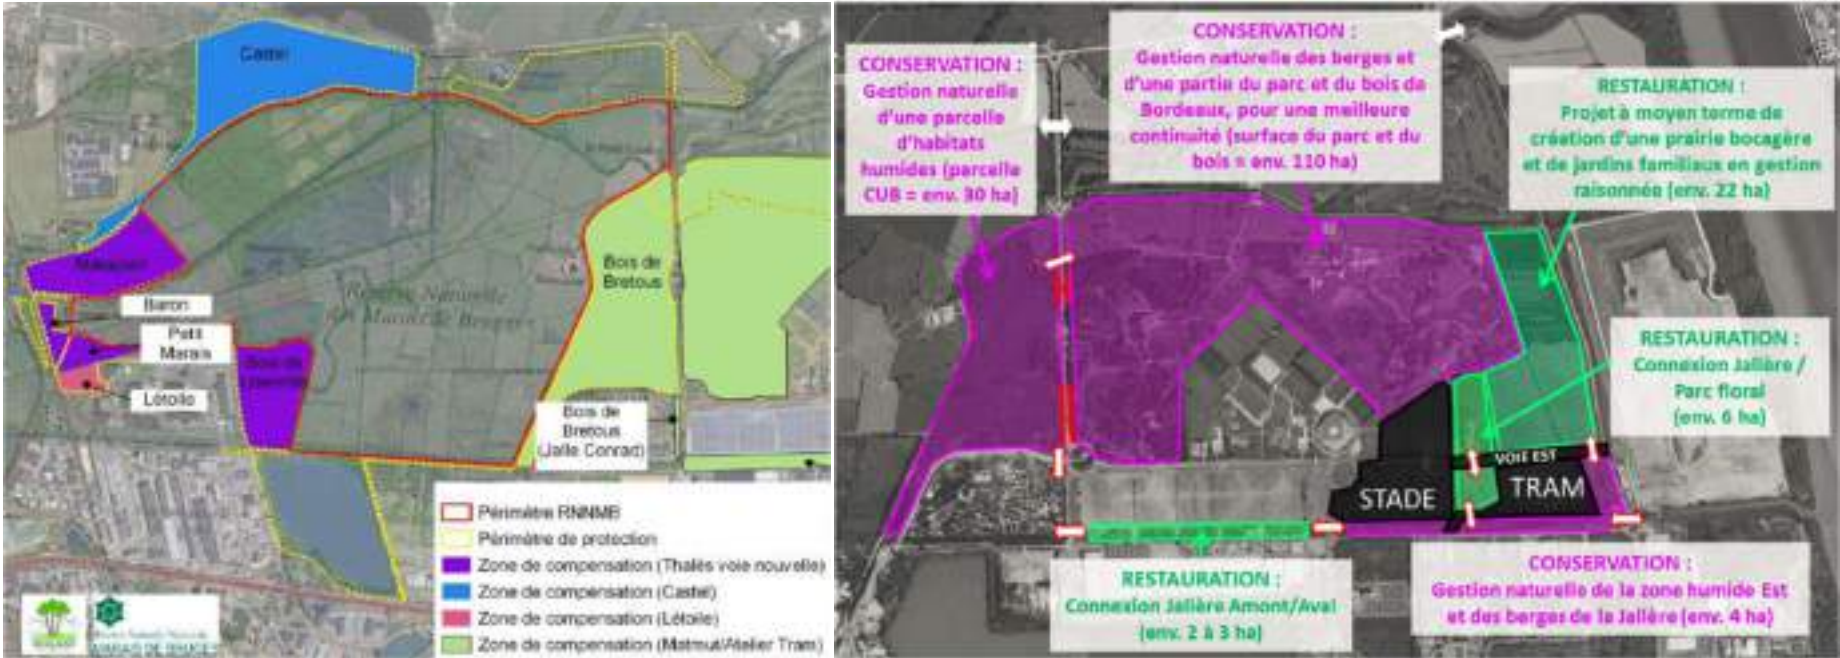 Castel
Baron
Petit
Marais
Létoile
Bois de
Bretous
Bois de
Bretous
(Jalle Conrad)
Réserve Naturelle
des Marais de Bruges
Périmètre RNNMB
Périmètre de protection
Zone de compensation (Thalès voie nouvelle)
Zone de compensation (Castel)
Zone de compensation (Létoile)
Zone de compensation (Matmut/Atelier Tram)
MARAIS DE BRUGES
CONSERVATION :
Gestion naturelle
d'une parcelle
d'habitats
humides (parcelle
CUB = env. 30 ha)
CONSERVATION :
Gestion naturelle des berges et
d'une partie du parc et du bois de
Bordeaux, pour une meilleure
continuité (surface du parc et du
bois = env. 110 ha)
RESTAURATION :
Projet à moyen terme de
création d'une prairie bocagère
et de jardins familiaux en gestion
raisonnée (env. 22 ha)
RESTAURATION :
Connexion Jallère /
Parc floral
(env. 6 ha)
VOIE EST
STADE
TRAM
RESTAURATION :
Connexion Jallère Amont/Aval
(env. 2 à 3 ha)
CONSERVATION :
Gestion naturelle de la zone humide Est
et des berges de la Jallère (env. 4 ha)